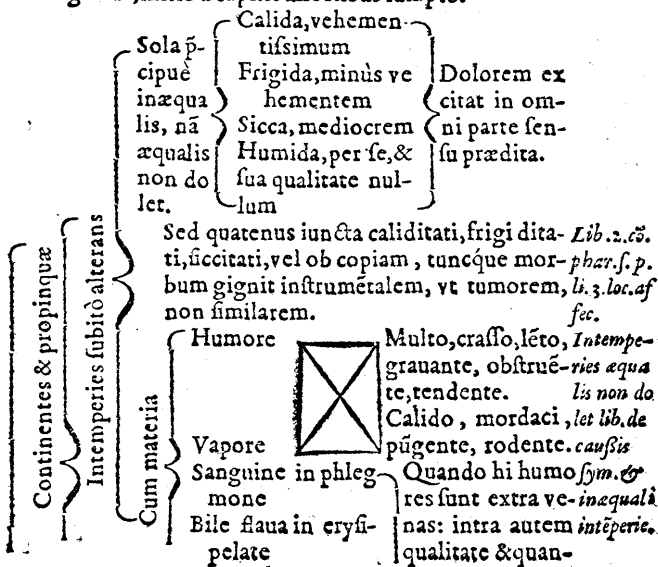 Continentes & propinquæ
Intemperies subitò alterans
Sola p̃-
cipuè
inæqua
lis, nã
æqualis
non do
let.
Calida, vehemen-
tissimum
Frigida, minùs ve
hementem
Sicca, mediocrem
Humida, per se, &
sua qualitate nul-
lum
Dolorem ex
citat in om-
ni parte sen-
su prædita.
Sed quatenus iuncta caliditati, frigi dita-
ti, siccitati, vel ob copiam, tuncq́ue mor-
bum gignit instrumẽtalem, vt tumorem,
non similarem.
Lib. 2. cõ.
phar. s. p.
li. 3. loc. af
fec.
Cum materia
Humore
Vapore
Multo, crasso, lẽto,
grauante, obstruẽ-
te, tendente.
Calido, mordaci,
pũgente, rodente.
Intempe-
ries æqua
lis non do
let lib. de
caußis
sym. &
inæquali
intẽperie.
Sanguine in phleg
mone
Bile flaua in erysi-
pelate
Quando hi humo
res sunt extra ve-
nas: intra autem
qualitate & quan-